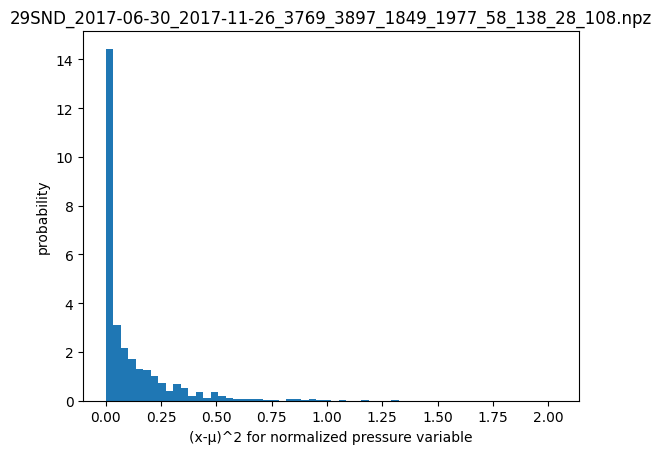 29SND_2017-06-30_2017-11-26_3769_3897_1849_1977_58_138_28_108.npz
14
12
10
8
6
4
2
0
probability
0.00 0.25 0.50 0.75 1.00 1.25 1.50 1.75 2.00
(x-μ)^2 for normalized pressure variable